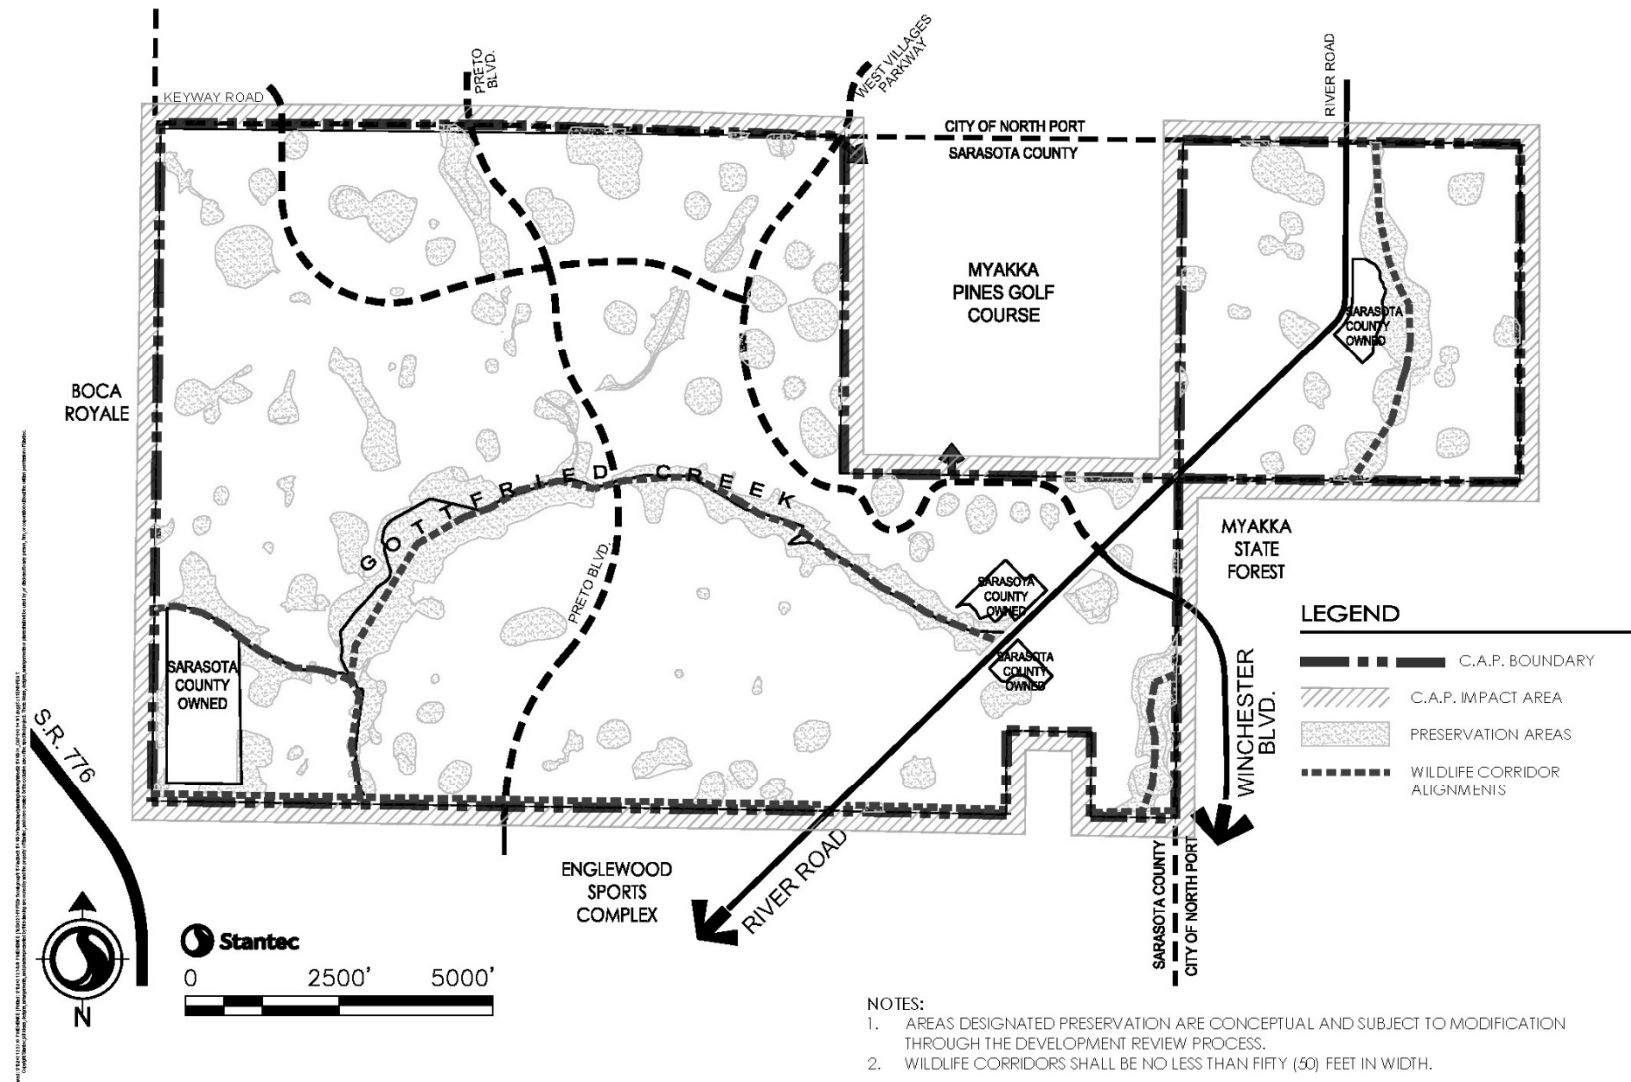 KEYWAY ROAD
PRETO
BLVD.
WEST VILLAGES
PARKWAY
RIVER ROAD
CITY OF NORTH PORT
SARASOTA COUNTY
MYAKKA
PINES GOLF
COURSE
SARASOTA
COUNTY
OWNED
BOCA
ROYALE
GOTTFRIED CREEK
PRETO BLVD.
MYAKKA
STATE
FOREST
SARASOTA
COUNTY
OWNED
SARASOTA
COUNTY
OWNED
SARASOTA
COUNTY
OWNED
WINCHESTER
BLVD.
LEGEND
C.A.P. BOUNDARY
C.A.P. IMPACT AREA
PRESERVATION AREAS
WILDLIFE CORRIDOR
ALIGNMENTS
S.R. 776
ENGLEWOOD
SPORTS
COMPLEX
RIVER ROAD
SARASOTA COUNTY
CITY OF NORTH PORT
N
Stantec
0 2500' 5000'
NOTES:
1. AREAS DESIGNATED PRESERVATION ARE CONCEPTUAL AND SUBJECT TO MODIFICATION
THROUGH THE DEVELOPMENT REVIEW PROCESS.
2. WILDLIFE CORRIDORS SHALL BE NO LESS THAN FIFTY (50) FEET IN WIDTH.